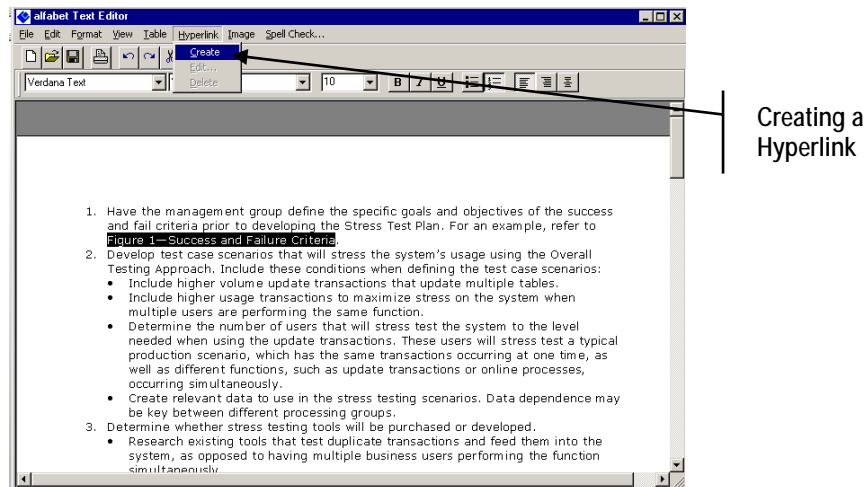 alfabet Text Editor
File Edit Format View Table Hyperlink Image Spell Check...
Create
Edit...
Delete
Verdana Text 10 B I U
Creating a
Hyperlink
1. Have the management group define the specific goals and objectives of the success
and fail criteria prior to developing the Stress Test Plan. For an example, refer to
Figure 1—Success and Failure Criteria.
2. Develop test case scenarios that will stress the system's usage using the Overall
Testing Approach. Include these conditions when defining the test case scenarios:
• Include higher volume update transactions that update multiple tables.
• Include higher usage transactions to maximize stress on the system when
multiple users are performing the same function.
• Determine the number of users that will stress test the system to the level
needed when using the update transactions. These users will stress test a typical
production scenario, which has the same transactions occurring at one time, as
well as different functions, such as update transactions or online processes,
occurring simultaneously.
• Create relevant data to use in the stress testing scenarios. Data dependence may
be key between different processing groups.
3. Determine whether stress testing tools will be purchased or developed.
• Research existing tools that test duplicate transactions and feed them into the
system, as opposed to having multiple business users performing the function
simultaneously